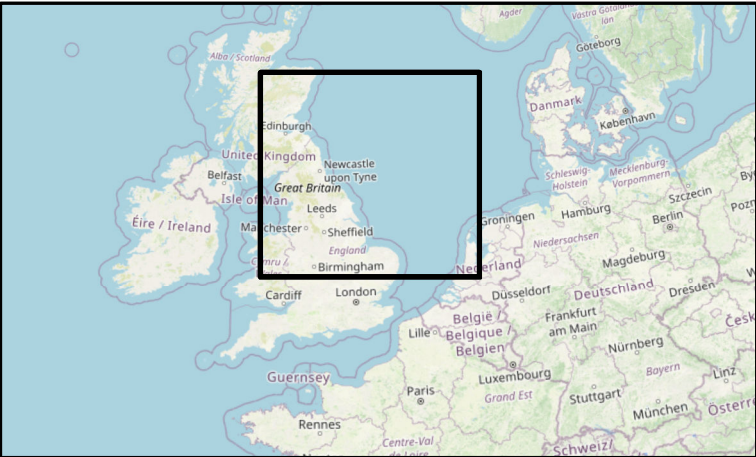 Agder
Västra Götalands
län
Göteborg
Alba / Scotland
Danmark
København
Edinburgh
United Kingdom
Newcastle
upon Tyne
Belfast
Great Britain
Schleswig-
Holstein
Mecklenburg-
Vorpommern
Isle of Man
Leeds
Szczecin
Éire / Ireland
Manchester
Sheffield
Groningen
Hamburg
Berlin
England
Niedersachsen
Cymru /
Birmingham
Nederland
Magdeburg
Cardiff
London
Düsseldorf
Deutschland
Dresden
België /
Belgique /
Belgien
Lille
Frankfurt
am Main
Česk
Nürnberg
Guernsey
Luxembourg
Paris
Grand Est
Bayern
Linz
Stuttgart
München
Österre
Rennes
Centre-Val
de Loire
Schweiz/